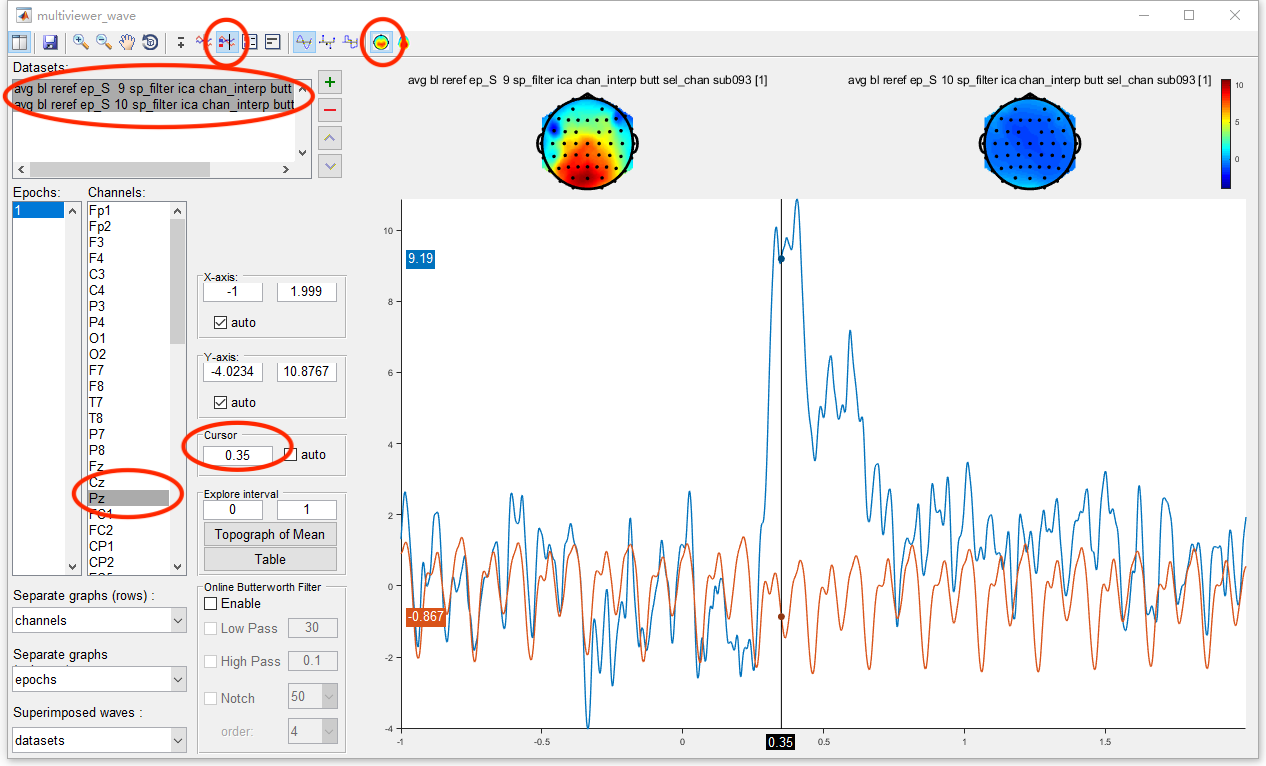 multiviewer_wave
Datasets:
avg bl reref ep_S  9 sp_filter ica chan_interp butt
avg bl reref ep_S 10 sp_filter ica chan_interp butt
avg bl reref ep_S  9 sp_filter ica chan_interp butt sel_chan sub093 [1]
avg bl reref ep_S 10 sp_filter ica chan_interp butt sel_chan sub093 [1]
10
5
0
Epochs:
1
Channels:
Fp1
Fp2
F3
F4
C3
C4
P3
P4
O1
O2
F7
F8
T7
T8
P7
P8
Fz
Cz
Pz
FC1
FC2
CP1
CP2
X-axis:
-1
1.999
auto
Y-axis:
-4.0234
10.8767
auto
Cursor
0.35
auto
Explore interval
0
1
Topograph of Mean
Table
Online Butterworth Filter
Enable
Low Pass
30
High Pass
0.1
Notch
50
order:
4
Separate graphs (rows) :
channels
Separate graphs
epochs
Superimposed waves :
datasets
10
8
6
4
2
0
-2
-4
9.19
-0.867
-1
-0.5
0
0.35
0.5
1
1.5